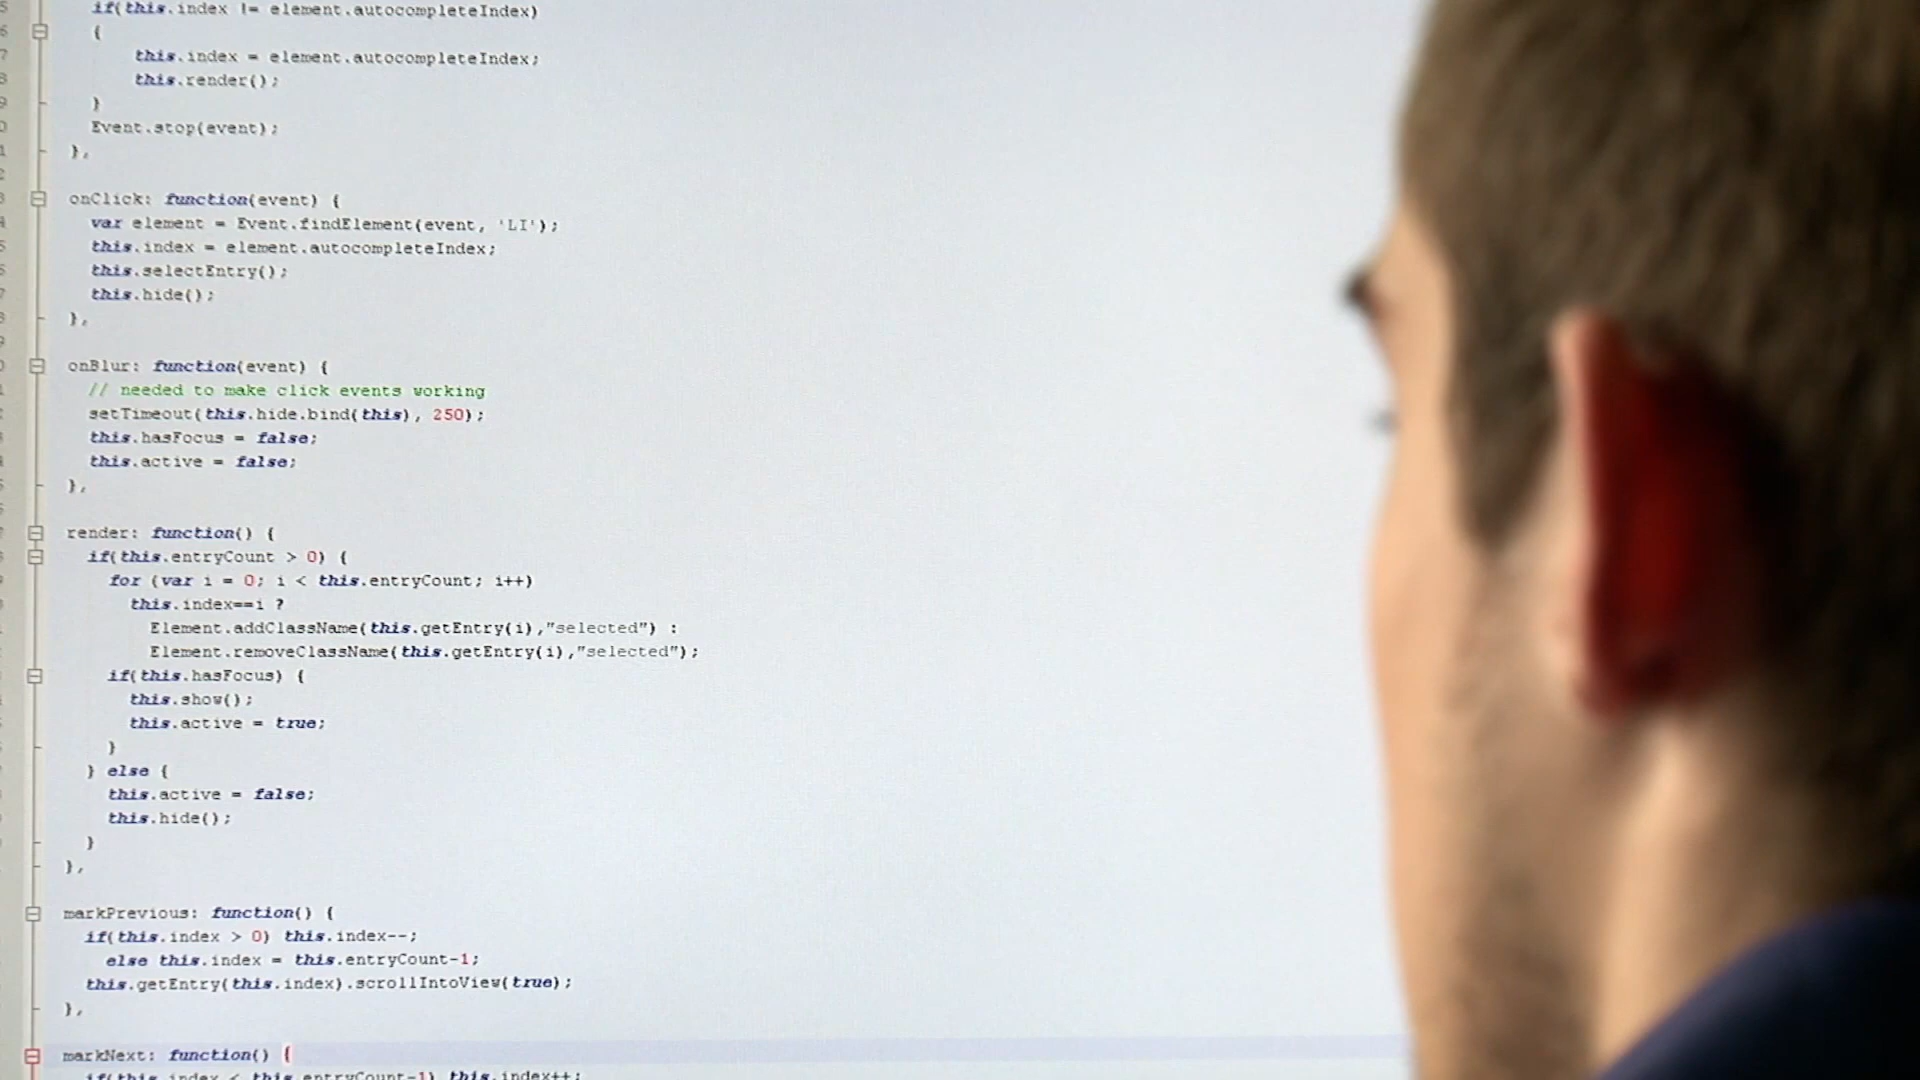 if(this.index != element.autocompleteIndex)
{
this.index = element.autocompleteIndex;
this.render();
}
Event.stop(event);
},
onClick: function(event) {
var element = Event.findElement(event, 'LI');
this.index = element.autocompleteIndex;
this.selectEntry();
this.hide();
},
onBlur: function(event) {
// needed to make click events working
setTimeout(this.hide.bind(this), 250);
this.hasFocus = false;
this.active = false;
},
render: function() {
if(this.entryCount > 0) {
for (var i = 0; i < this.entryCount; i++)
this.index==i ?
Element.addClassName(this.getEntry(i),"selected") :
Element.removeClassName(this.getEntry(i),"selected");
if(this.hasFocus) {
this.show();
this.active = true;
}
} else {
this.active = false;
this.hide();
}
},
markPrevious: function() {
if(this.index > 0) this.index--;
else this.index = this.entryCount-1;
this.getEntry(this.index).scrollIntoView(true);
},
markNext: function() {
if(this.index < this.entryCount-1) this.index++;